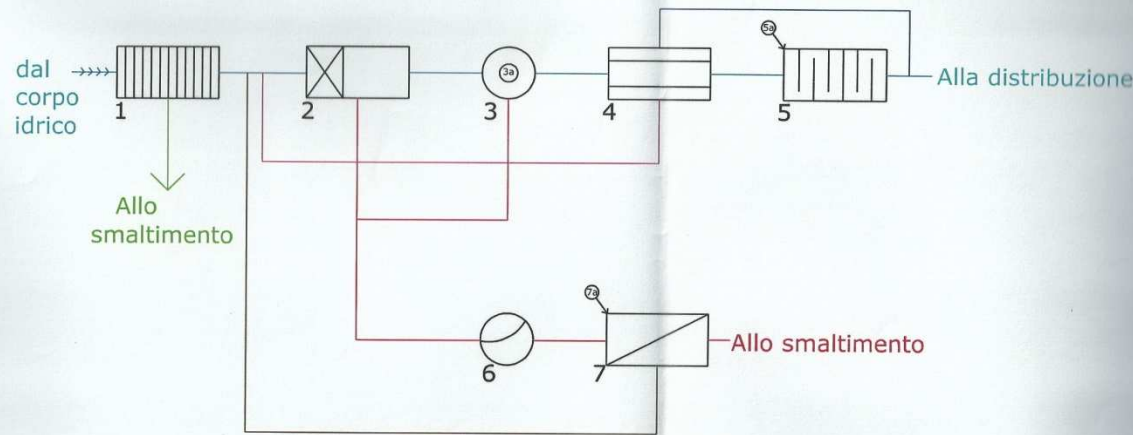 5a
dal
corpo
idrico
1
2
3a
3
4
5
Alla distribuzione
Allo
smaltimento
7a
6
7
Allo smaltimento